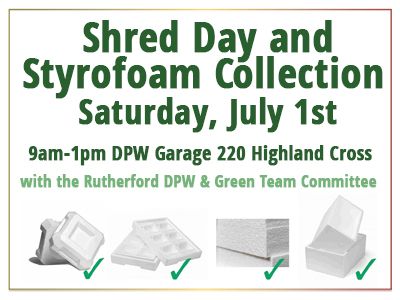 Shred Day and
Styrofoam Collection
Saturday, July 1st
9am-1pm DPW Garage 220 Highland Cross
with the Rutherford DPW & Green Team Committee